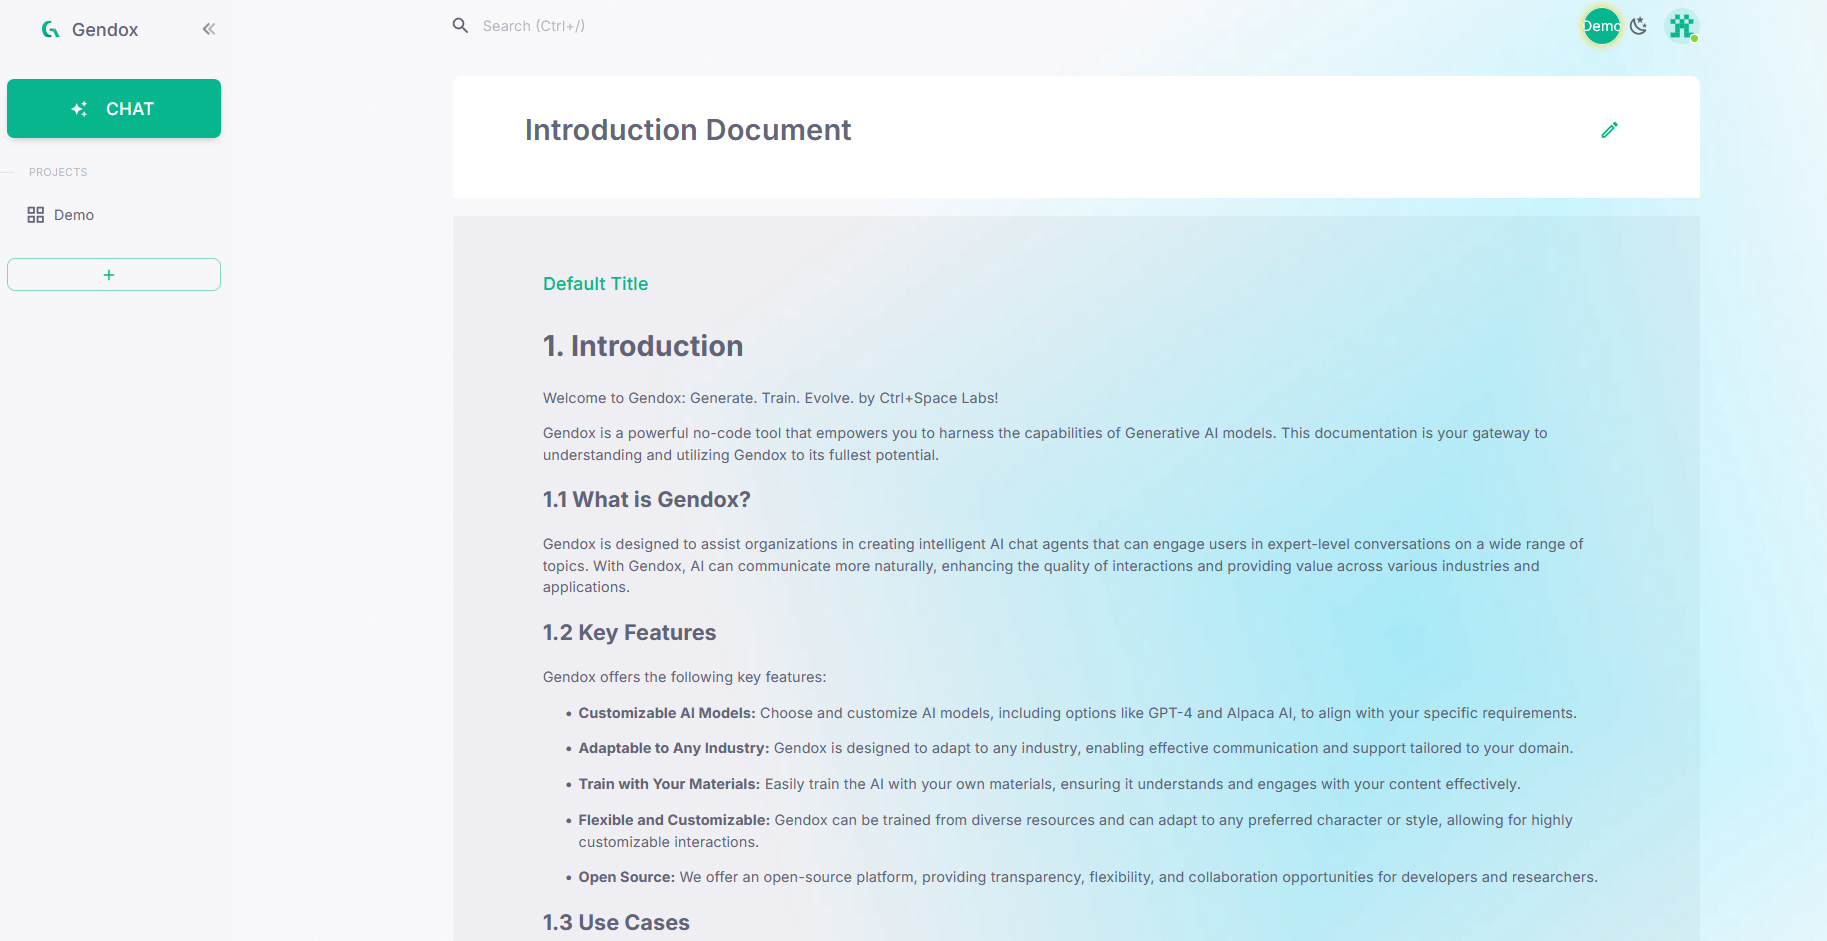 Gendox
Search (Ctrl+/)
Demo
CHAT
PROJECTS
Demo
+
Introduction Document
Default Title
1. Introduction
Welcome to Gendox: Generate. Train. Evolve. by Ctrl+Space Labs!
Gendox is a powerful no-code tool that empowers you to harness the capabilities of Generative AI models. This documentation is your gateway to
understanding and utilizing Gendox to its fullest potential.
1.1 What is Gendox?
Gendox is designed to assist organizations in creating intelligent AI chat agents that can engage users in expert-level conversations on a wide range of
topics. With Gendox, AI can communicate more naturally, enhancing the quality of interactions and providing value across various industries and
applications.
1.2 Key Features
Gendox offers the following key features:
• Customizable AI Models: Choose and customize AI models, including options like GPT-4 and Alpaca AI, to align with your specific requirements.
• Adaptable to Any Industry: Gendox is designed to adapt to any industry, enabling effective communication and support tailored to your domain.
• Train with Your Materials: Easily train the AI with your own materials, ensuring it understands and engages with your content effectively.
• Flexible and Customizable: Gendox can be trained from diverse resources and can adapt to any preferred character or style, allowing for highly
customizable interactions.
• Open Source: We offer an open-source platform, providing transparency, flexibility, and collaboration opportunities for developers and researchers.
1.3 Use Cases